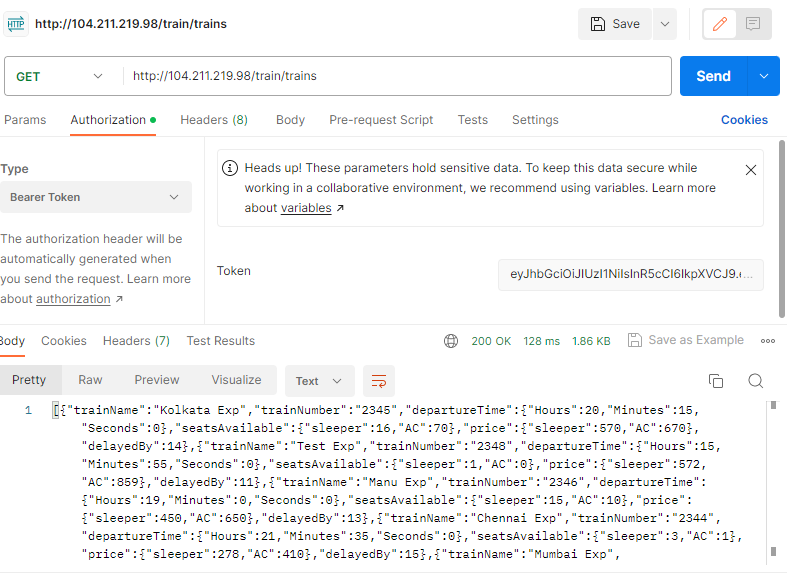 HTTP http://104.211.219.98/train/trains Save
GET http://104.211.219.98/train/trains Send
Params Authorization Headers (8) Body Pre-request Script Tests Settings Cookies
Type
Bearer Token
The authorization header will be
automatically generated when
you send the request. Learn more
about authorization ↗
Heads up! These parameters hold sensitive data. To keep this data secure while
working in a collaborative environment, we recommend using variables. Learn more
about variables ↗
Token eyJhbGciOiJIUzI1NiIsInR5cCI6IkpXVCJ9.e...
Body Cookies Headers (7) Test Results 200 OK 128 ms 1.86 KB Save as Example
Pretty Raw Preview Visualize Text
1 [{"trainName":"Kolkata Exp","trainNumber":"2345","departureTime":{"Hours":20,"Minutes":15,
"Seconds":0},"seatsAvailable":{"sleeper":16,"AC":70},"price":{"sleeper":570,"AC":670},
"delayedBy":14},{"trainName":"Test Exp","trainNumber":"2348","departureTime":{"Hours":15,
"Minutes":55,"Seconds":0},"seatsAvailable":{"sleeper":1,"AC":0},"price":{"sleeper":572,
"AC":859},"delayedBy":11},{"trainName":"Manu Exp","trainNumber":"2346","departureTime":
{"Hours":19,"Minutes":0,"Seconds":0},"seatsAvailable":{"sleeper":15,"AC":10},"price":
{"sleeper":450,"AC":650},"delayedBy":13},{"trainName":"Chennai Exp","trainNumber":"2344",
"departureTime":{"Hours":21,"Minutes":35,"Seconds":0},"seatsAvailable":{"sleeper":3,"AC":1},
"price":{"sleeper":278,"AC":410},"delayedBy":15},{"trainName":"Mumbai Exp",